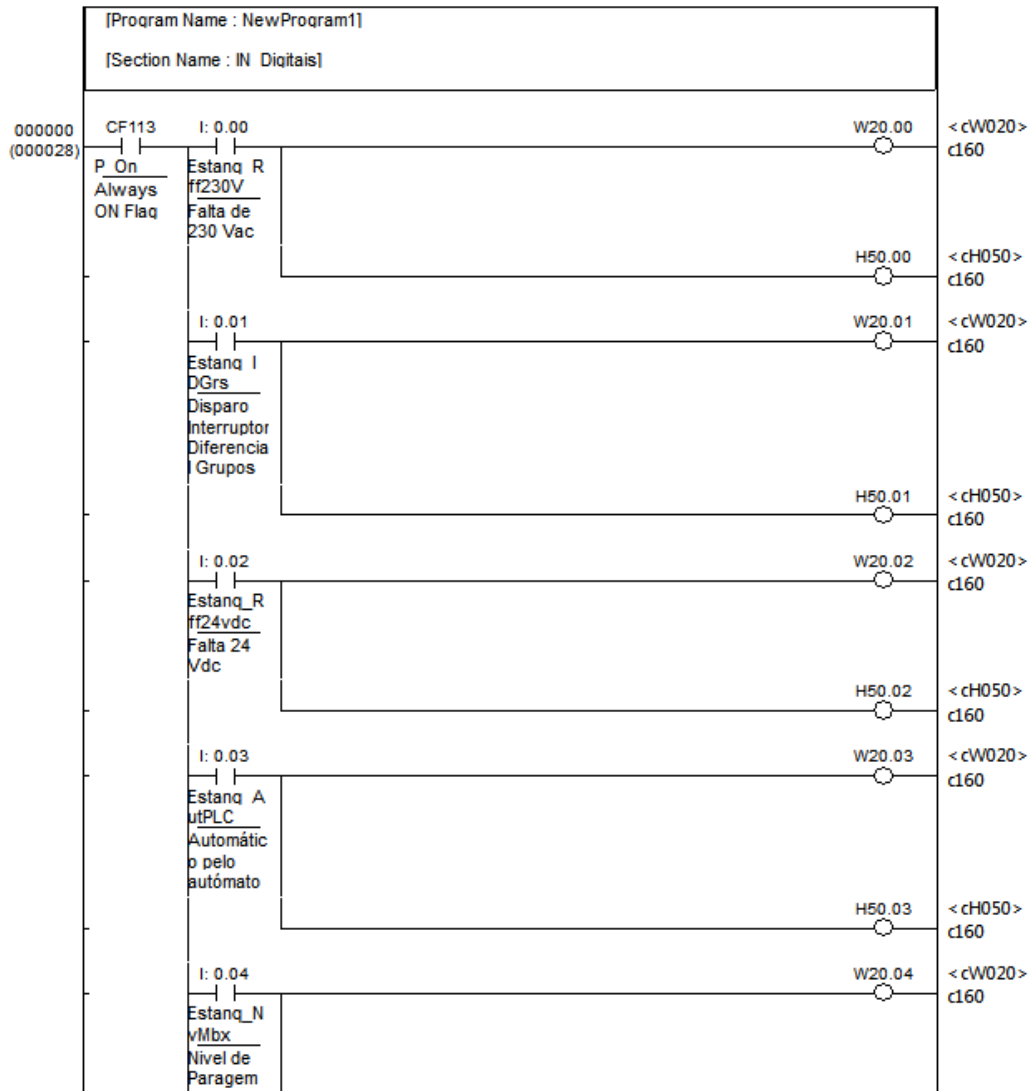 [Program Name : NewProgram1]
[Section Name : IN_Digitais]
000000
(000028)
CF113
P_On
Always
ON Flag
I: 0.00
Estanq_R
ff230V
Falta de
230 Vac
W20.00
<cW020>
c160
H50.00
<cH050>
c160
I: 0.01
Estanq_I
DGrs
Disparo
Interruptor
Diferencia
l Grupos
W20.01
<cW020>
c160
H50.01
<cH050>
c160
I: 0.02
Estanq_R
ff24vdc
Falta 24
Vdc
W20.02
<cW020>
c160
H50.02
<cH050>
c160
I: 0.03
Estanq_A
utPLC
Automátic
o pelo
autómato
W20.03
<cW020>
c160
H50.03
<cH050>
c160
I: 0.04
Estanq_N
vMbx
Nivel de
Paragem
W20.04
<cW020>
c160